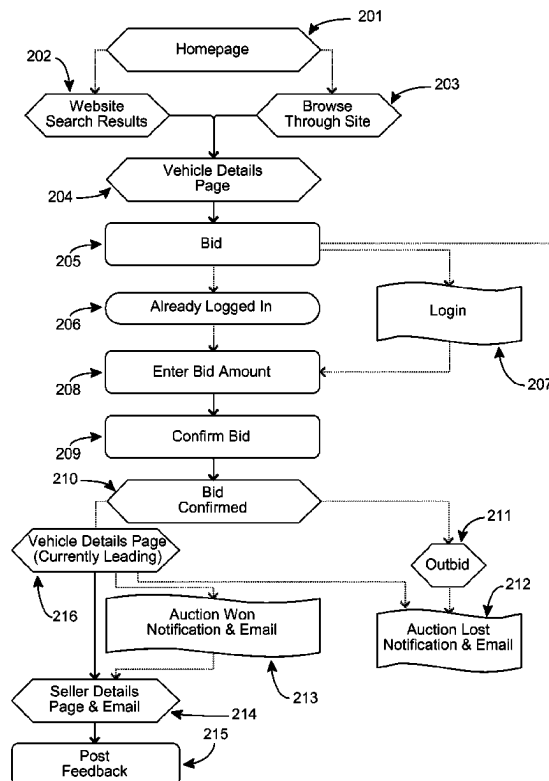 201
Homepage
202
203
Website
Search Results
Browse
Through Site
Vehicle Details
Page
204
Bid
205
Already Logged In
206
Login
207
Enter Bid Amount
208
Confirm Bid
209
210
Bid
Confirmed
211
Vehicle Details Page
(Currently Leading)
216
Outbid
212
Auction Won
Notification & Email
Auction Lost
Notification & Email
213
Seller Details
Page & Email
214
215
Post
Feedback